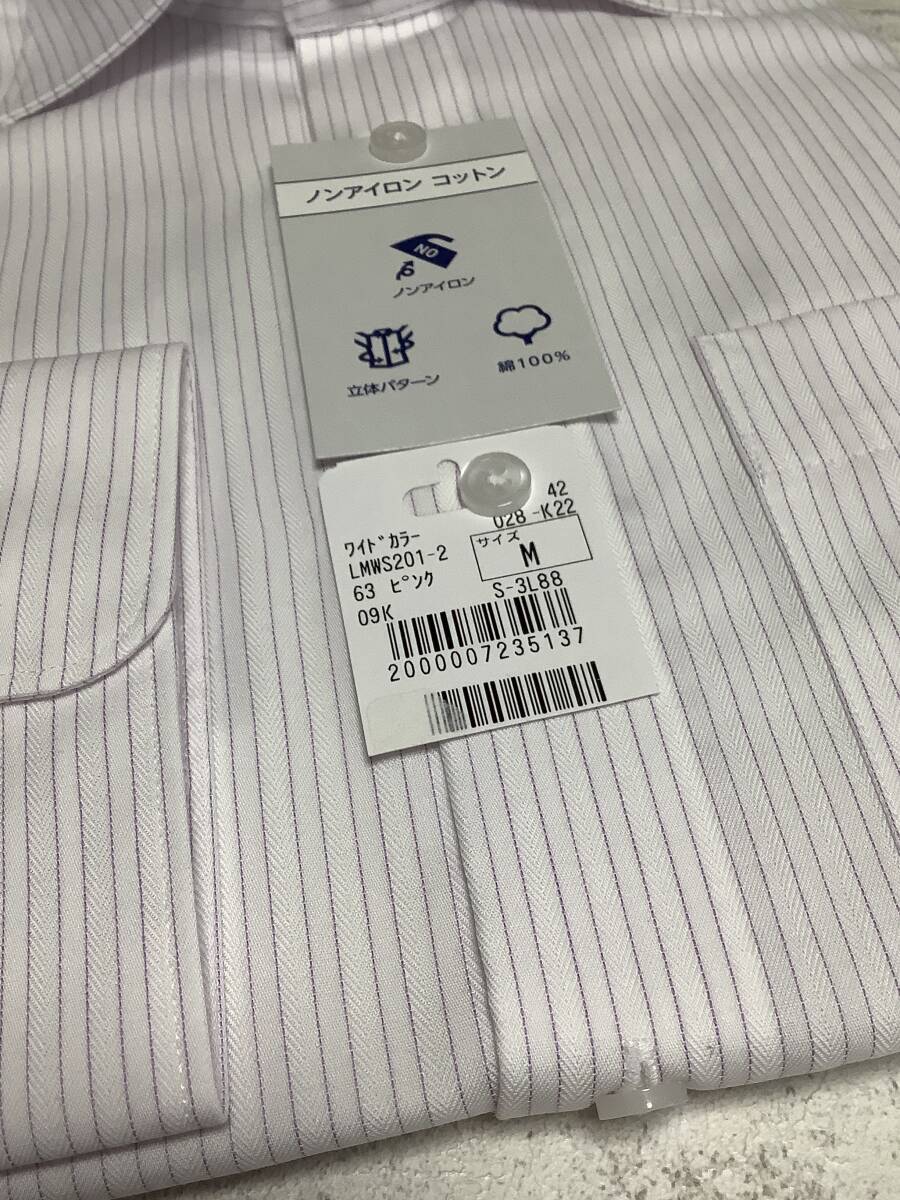 ノンアイロン コットン
NO
ノンアイロン
立体パターン
綿100%
42
028-K22
ワイドカラー
LMWS201-2
63 ピンク
09K
サイズ
M
S-3L88
2000007235137